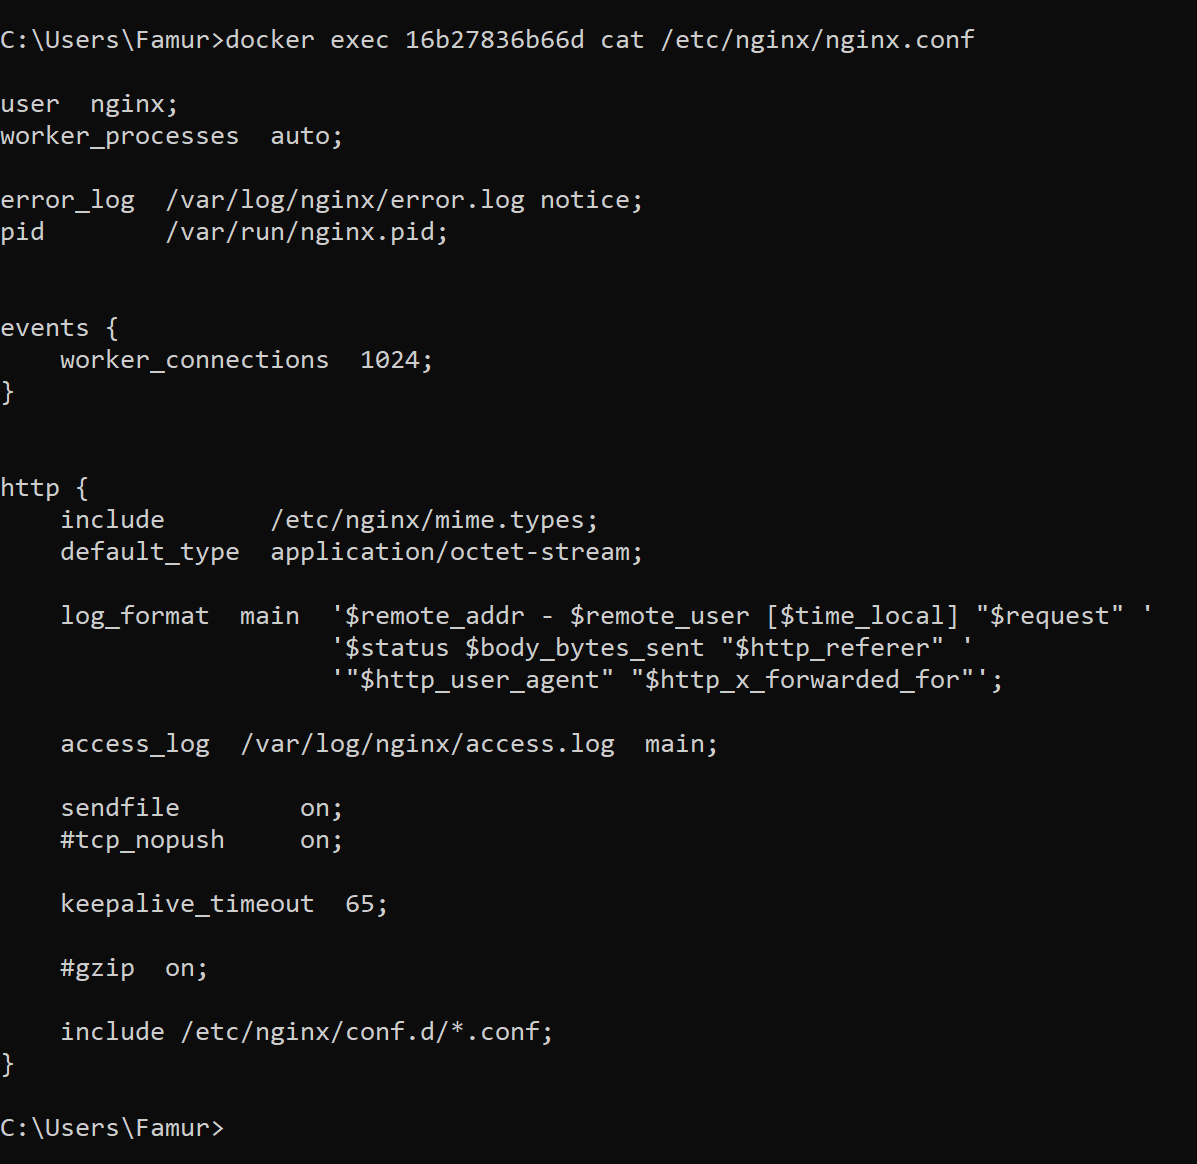 C:\Users\Famur>docker exec 16b27836b66d cat /etc/nginx/nginx.conf

user  nginx;
worker_processes  auto;

error_log  /var/log/nginx/error.log notice;
pid        /var/run/nginx.pid;


events {
    worker_connections  1024;
}


http {
    include       /etc/nginx/mime.types;
    default_type  application/octet-stream;

    log_format  main  '$remote_addr - $remote_user [$time_local] "$request" '
                      '$status $body_bytes_sent "$http_referer" '
                      '"$http_user_agent" "$http_x_forwarded_for"';

    access_log  /var/log/nginx/access.log  main;

    sendfile        on;
    #tcp_nopush     on;

    keepalive_timeout  65;

    #gzip  on;

    include /etc/nginx/conf.d/*.conf;
}

C:\Users\Famur>